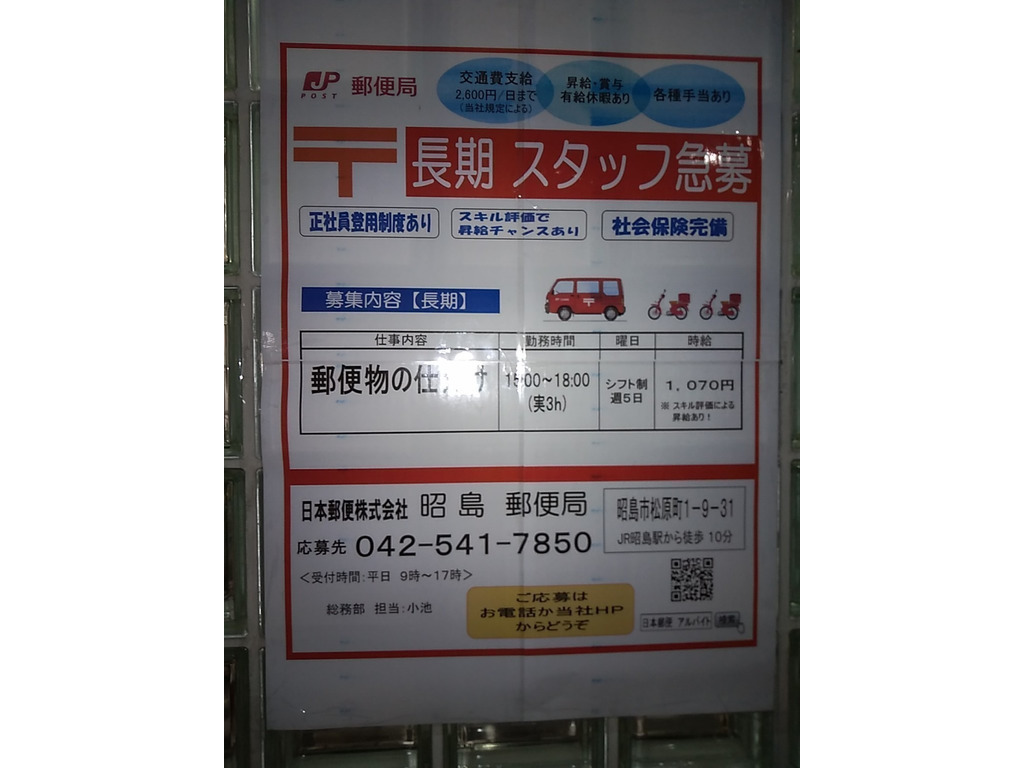 JP
POST
郵便局
交通費支給
2,600円/日まで
(当社規定による)
昇給・賞与
有給休暇あり
各種手当あり
〒
長期 スタッフ急募
正社員登用制度あり
スキル評価で
昇給チャンスあり
社会保険完備
募集内容【長期】
仕事内容 勤務時間 曜日 時給
郵便物の仕分け
15:00～18:00
(実3h)
シフト制
週5日
1,070円
※ スキル評価による
昇給あり!
日本郵便株式会社 昭島 郵便局
応募先 042-541-7850
＜受付時間:平日 9時～17時＞
総務部 担当:小池
昭島市松原町1-9-31
JR昭島駅から徒歩 10分
ご応募は
お電話か当社HP
からどうぞ
日本郵便 アルバイト 検索